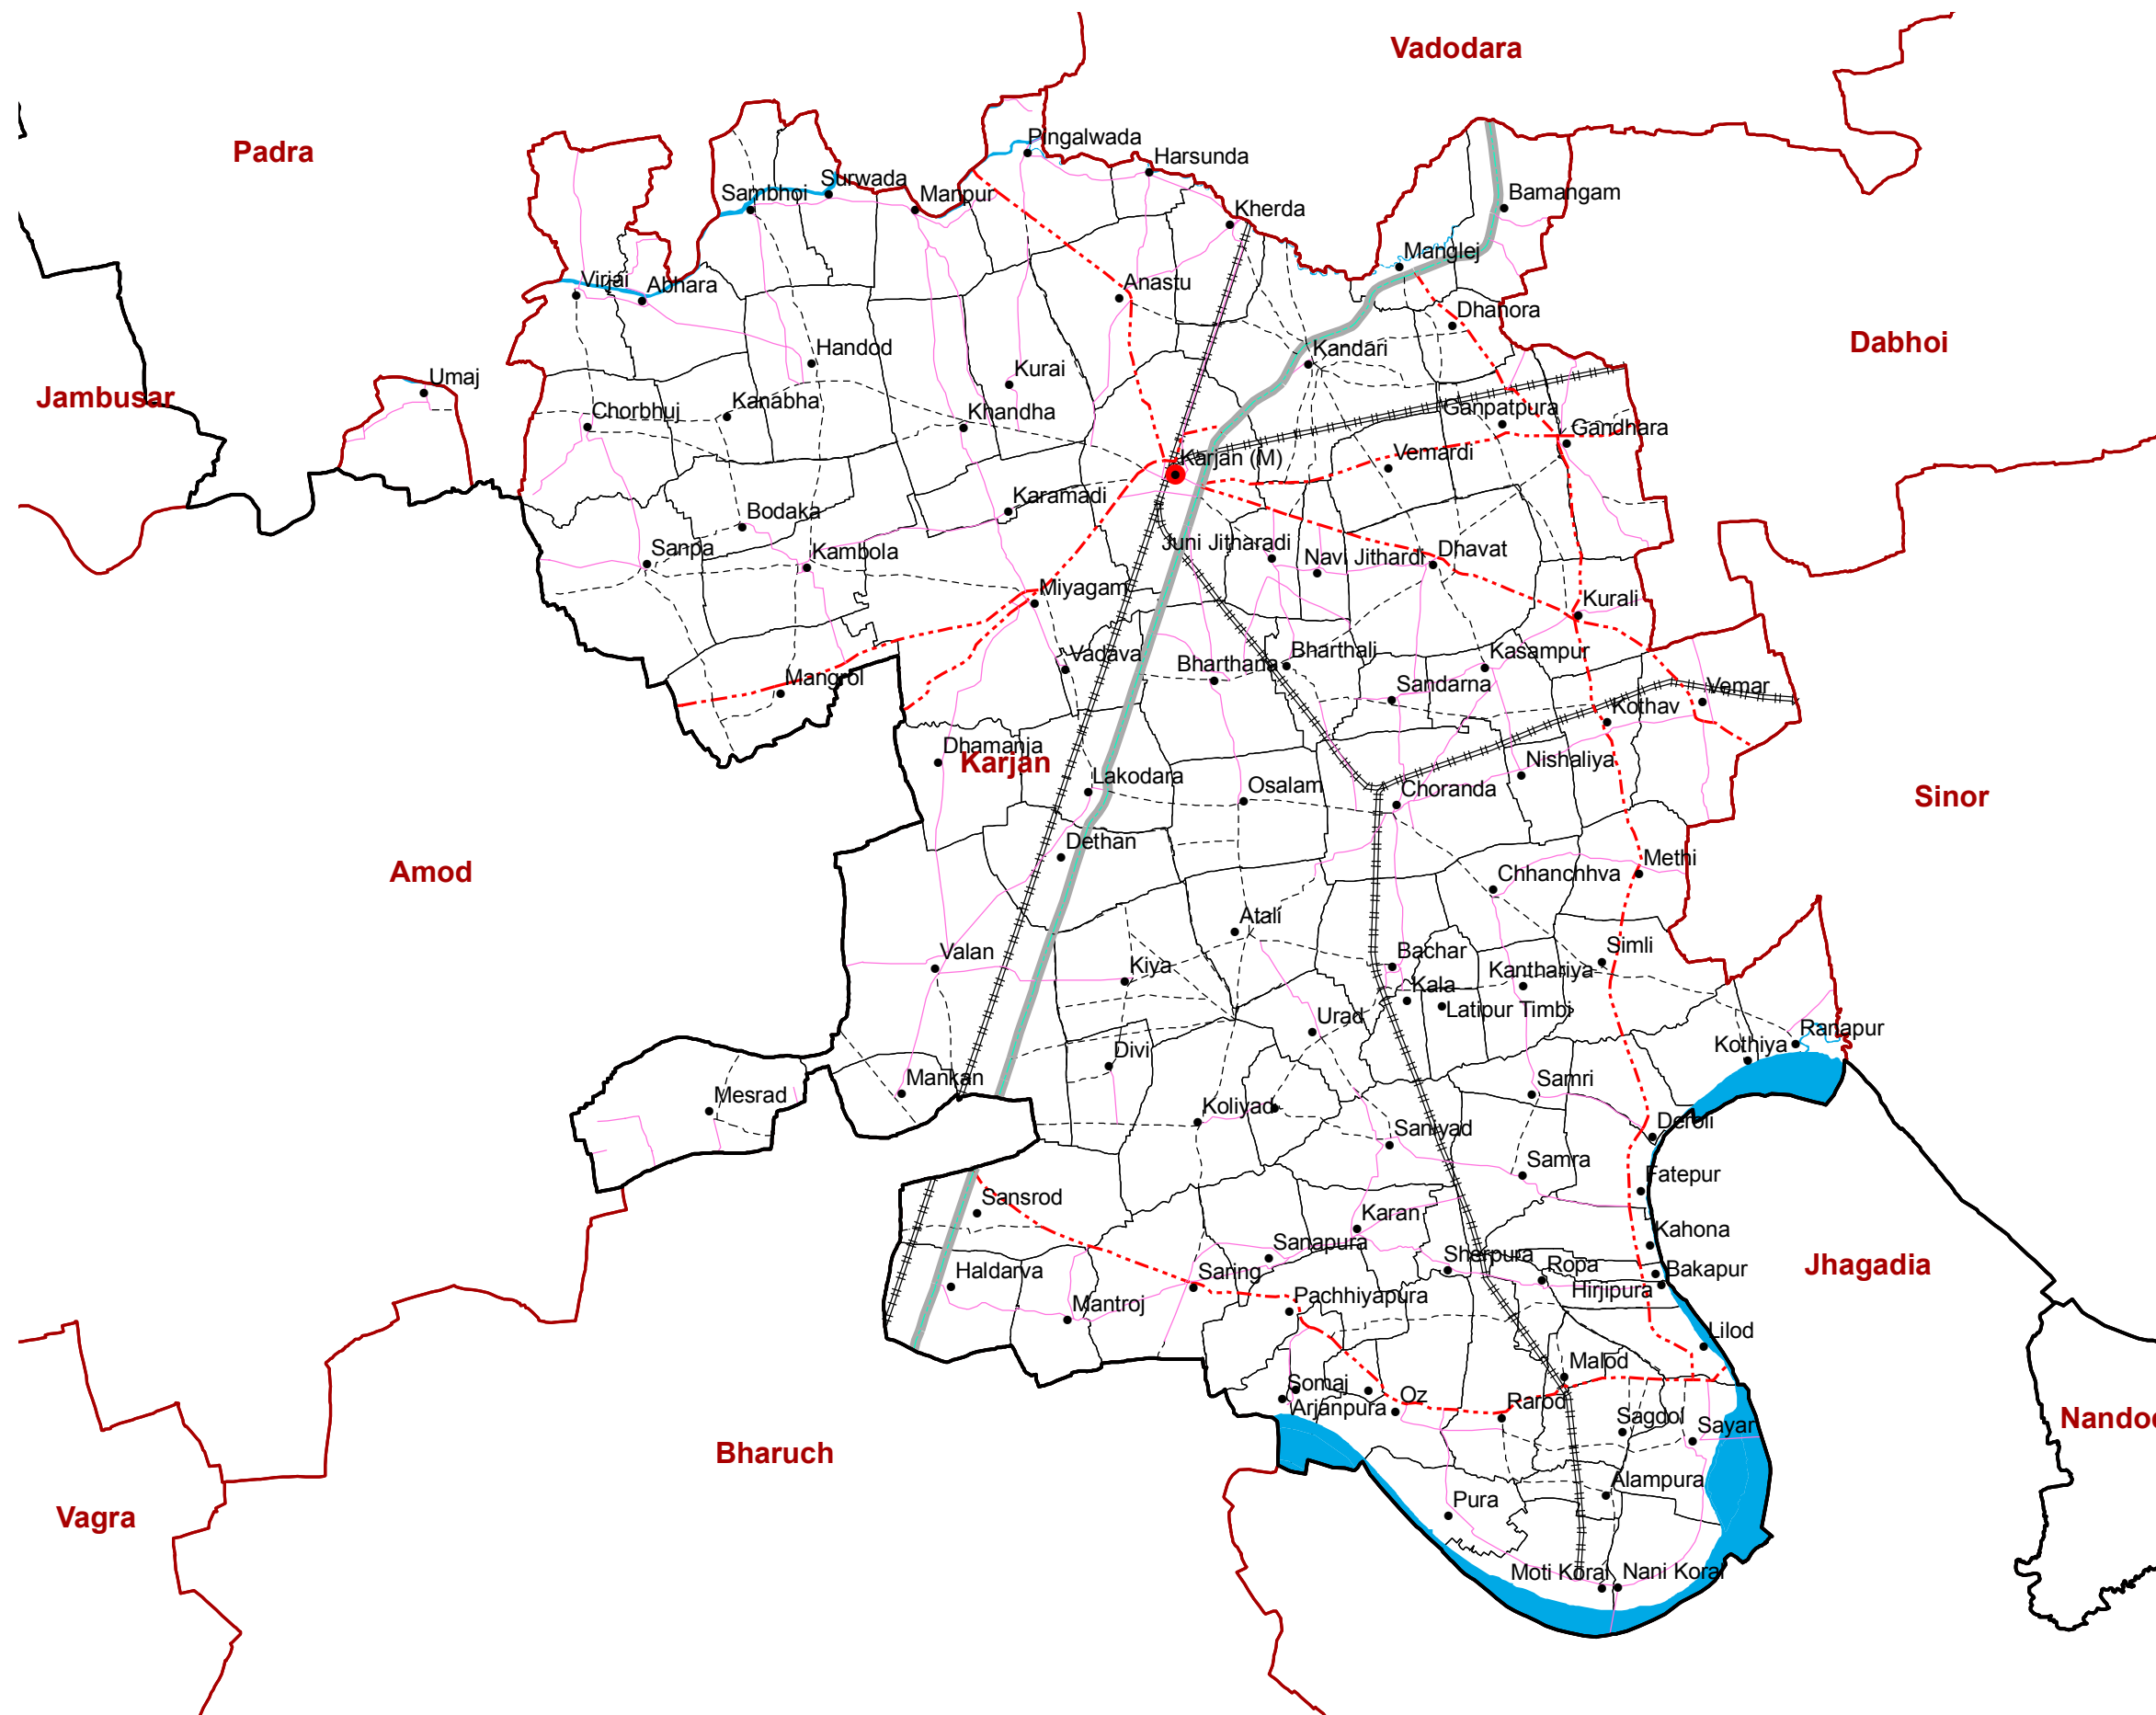 Vadodara
Padra
Pingalwada
Harsunda
Surwada
Sambhoi
Manpur
Bamangam
Kherda
Manglej
Virjai
Abhara
Anastu
Dhanora
Dabhoi
Handod
Kandari
Kurai
Umaj
Jambusar
Kanabha
Chorbhuj
Khandha
Ganpatpura
Gandhara
Vemardi
Karjan (M)
Karamadi
Bodaka
Sanpa
Kambola
Juni Jitharadi
Navi Jithardi
Dhavat
Miyagam
Kurali
Vadava
Bharthana
Bharthali
Kasampur
Mangrol
Sandarna
Vemar
Kothav
Dhamanja
Karjan
Lakodara
Osalam
Nishaliya
Choranda
Sinor
Dethan
Amod
Methi
Chhanchhva
Atali
Valan
Kiya
Bachar
Simli
Kanthariya
Kala
Latipur Timbi
Urad
Ranapur
Kothiya
Divi
Mankan
Samri
Mesrad
Koliyad
Deroli
Saniyad
Samra
Fatepur
Sansrod
Karan
Kahona
Sanapura
Sherpura
Ropa
Bakapur
Jhagadia
Haldarva
Saring
Hirjipura
Mantroj
Pachhiyapura
Lilod
Malod
Somaj
Arjanpura
Oz
Rarod
Sagdol
Sayar
Nandod
Bharuch
Alampura
Pura
Vagra
Moti Koral
Nani Koral